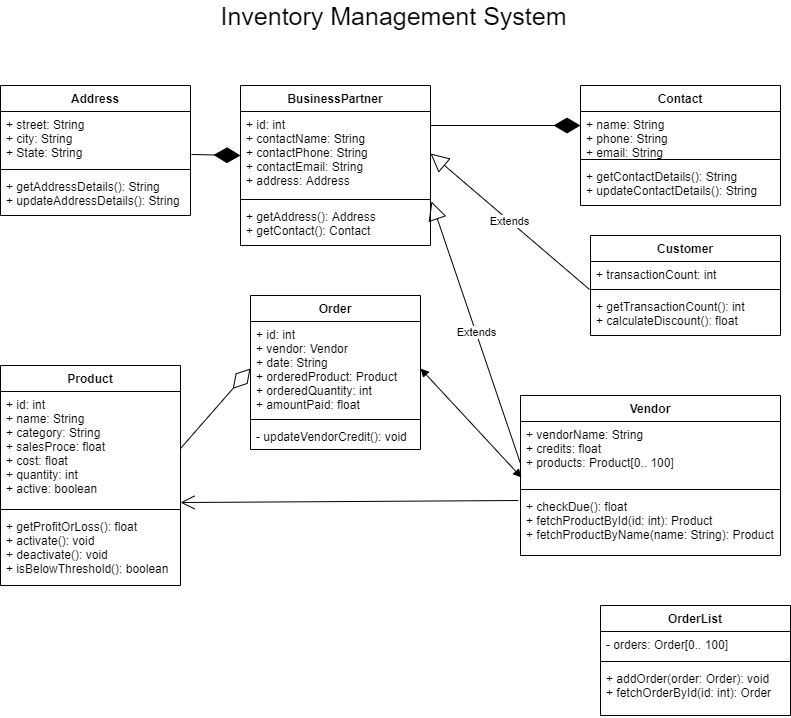 Inventory Management System
Address
+ street: String
+ city: String
+ State: String
+ getAddressDetails(): String
+ updateAddressDetails(): String
BusinessPartner
+ id: int
+ contactName: String
+ contactPhone: String
+ contactEmail: String
+ address: Address
+ getAddress(): Address
+ getContact(): Contact
Contact
+ name: String
+ phone: String
+ email: String
+ getContactDetails(): String
+ updateContactDetails(): String
Extends
Customer
+ transactionCount: int
+ getTransactionCount(): int
+ calculateDiscount(): float
Order
+ id: int
+ vendor: Vendor
+ date: String
+ orderedProduct: Product
+ orderedQuantity: int
+ amountPaid: float
- updateVendorCredit(): void
Extends
Product
+ id: int
+ name: String
+ category: String
+ salesProce: float
+ cost: float
+ quantity: int
+ active: boolean
+ getProfitOrLoss(): float
+ activate(): void
+ deactivate(): void
+ isBelowThreshold(): boolean
Vendor
+ vendorName: String
+ credits: float
+ products: Product[0.. 100]
+ checkDue(): float
+ fetchProductById(id: int): Product
+ fetchProductByName(name: String): Product
OrderList
- orders: Order[0.. 100]
+ addOrder(order: Order): void
+ fetchOrderById(id: int): Order